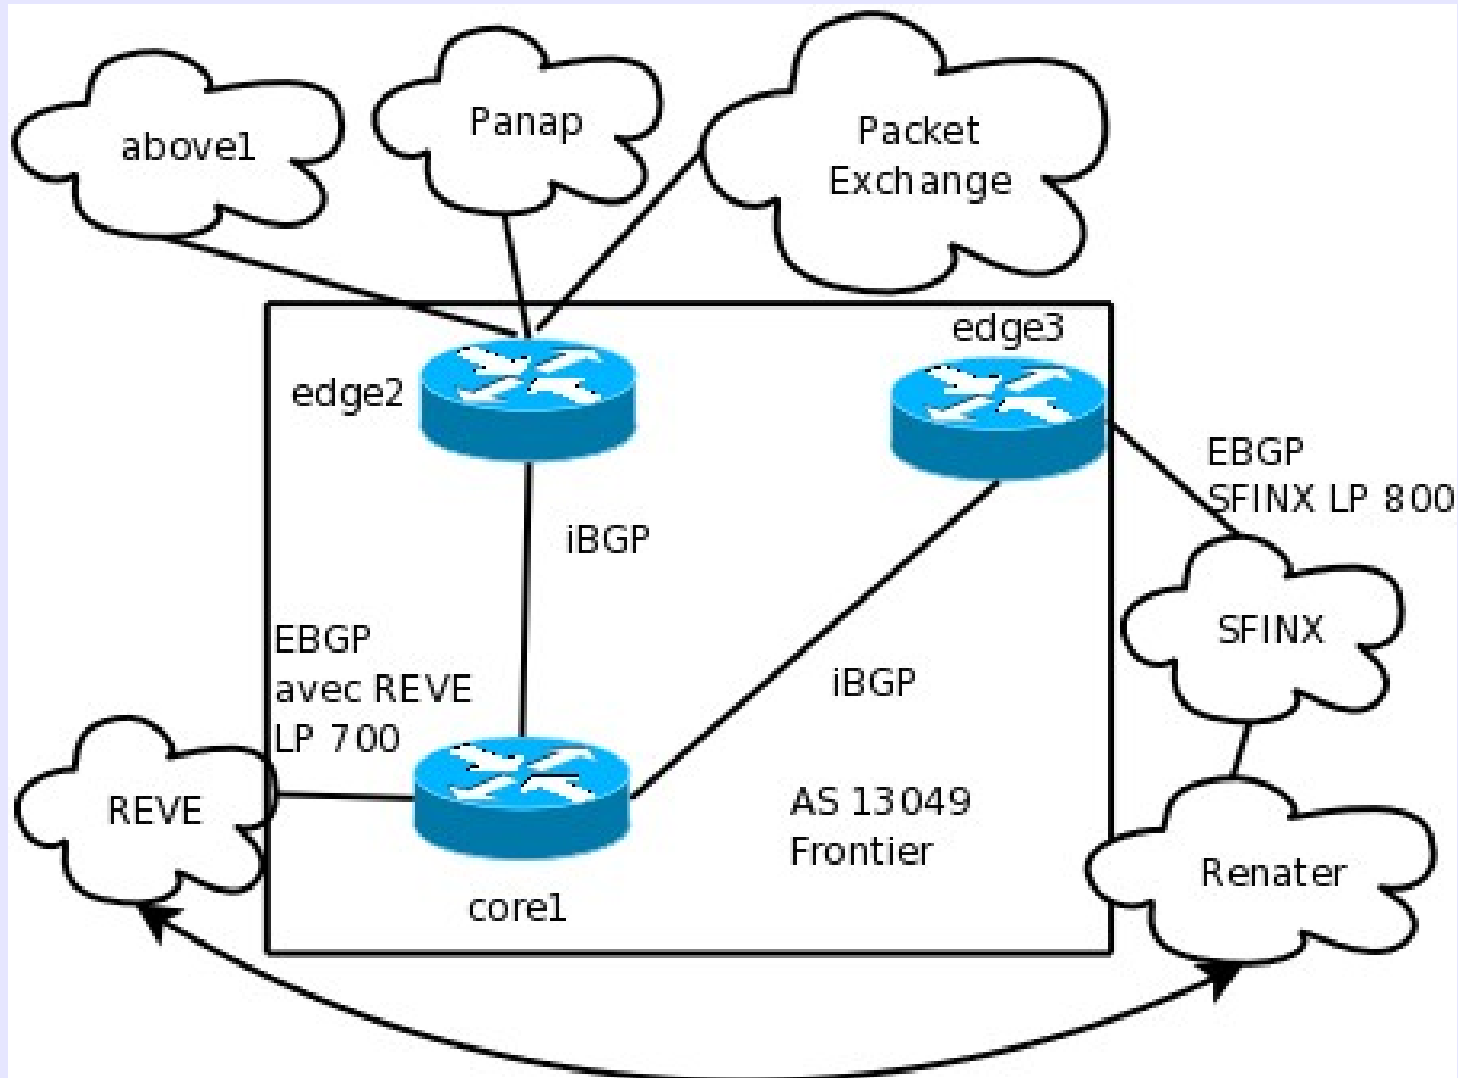 above1
Panap
Packet
Exchange
edge3
edge2
EBGP
SFINX LP 800
iBGP
SFINX
EBGP
avec REVE
LP 700
iBGP
REVE
AS 13049
Frontier
Renater
core1